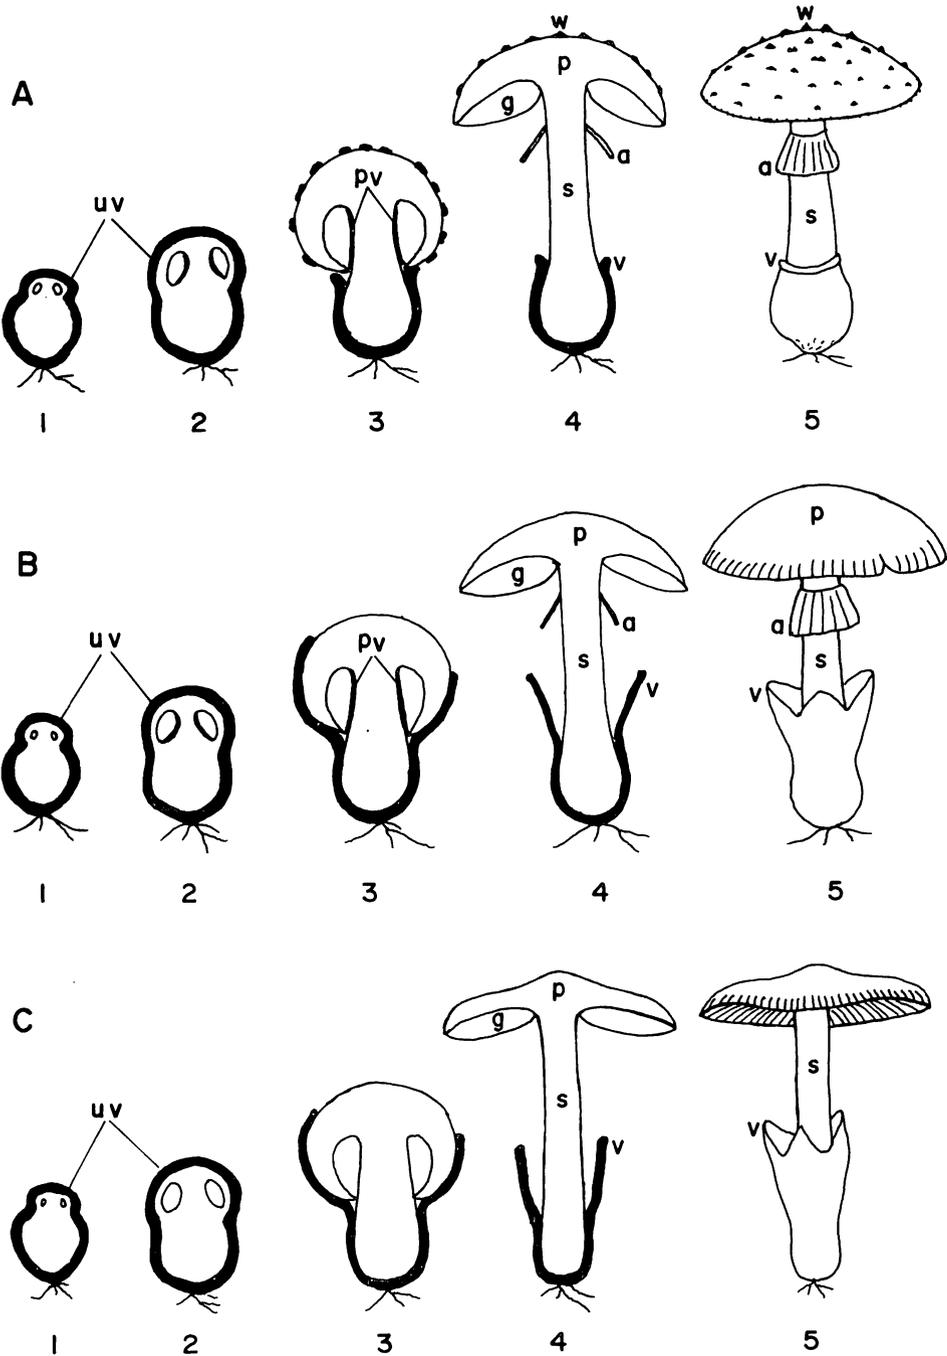 w w
A p
g
pv a a
uv s s
v v
1 2 3 4 5
p
B p
g
uv pv a a
s s
v v
1 2 3 4 5
C p
g
s s
uv v v
1 2 3 4 5